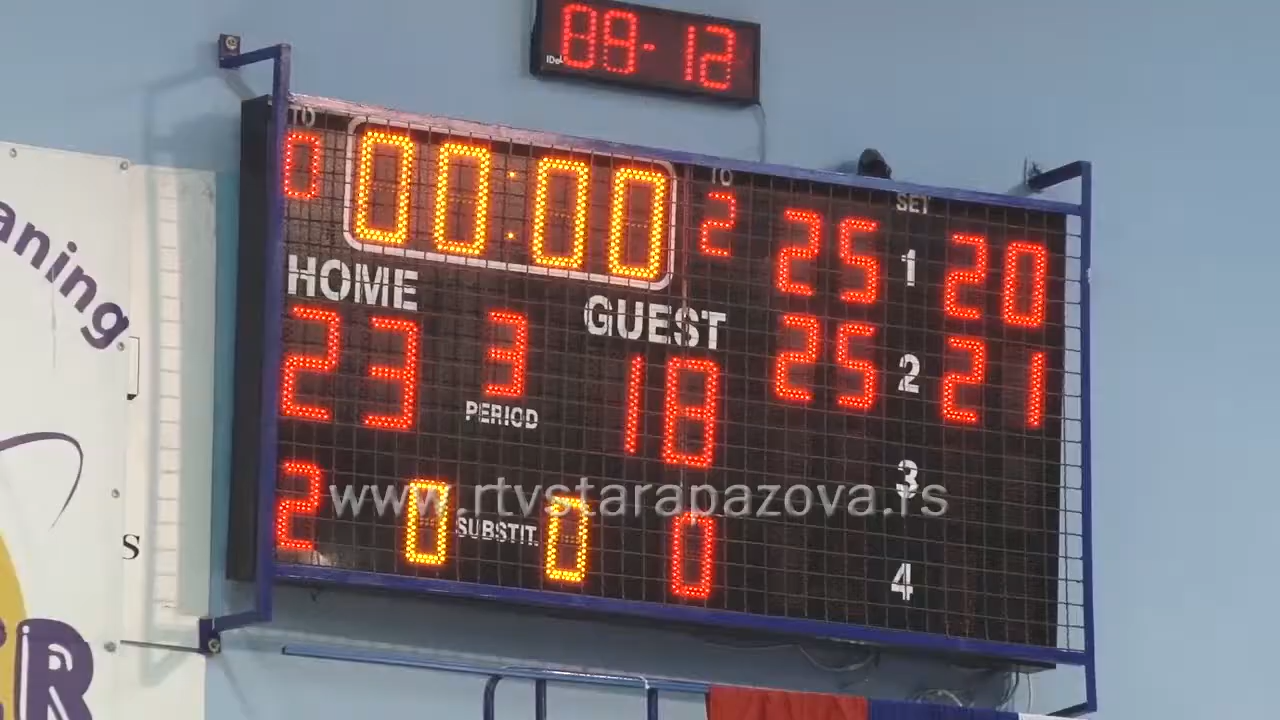 88-12
TO
0
00:00
TO
2
SET
25 1 20
HOME
GUEST
23
3
18
25 2 21
PERIOD
3
2
0
SUBSTIT.
0
0
4
www.rtvstarapazova.rs
aning
S
R